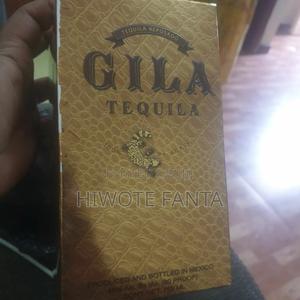 TEQUILA REPOSADO
GILA
TEQUILA
HIWOTE FANTA
PRODUCED AND BOTTLED IN MEXICO